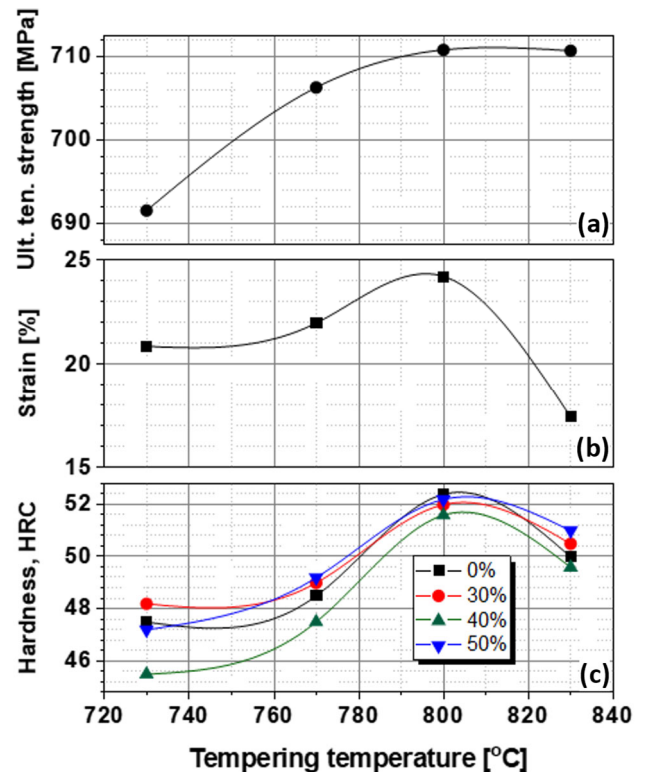 Ult. ten. strength [MPa]
710
700
690
(a)
Strain [%]
25
20
15
(b)
Hardness, HRC
52
50
48
46
0%
30%
40%
50%
(c)
720 740 760 780 800 820 840
Tempering temperature [°C]